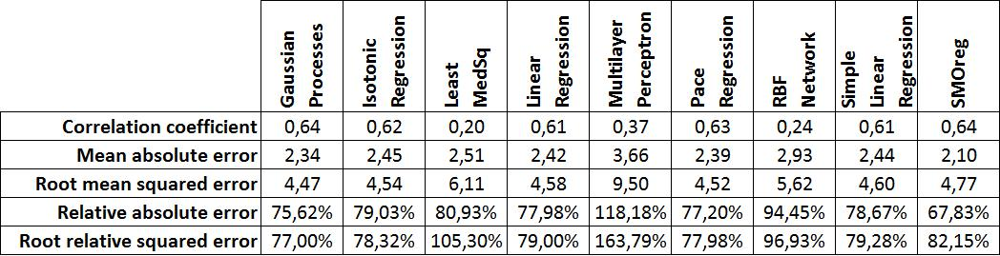 Gaussian Processes Isotonic Regression Least MedSq Linear Regression Multilayer Perceptron Pace Regression RBF Network Simple Linear Regression SMOreg
Correlation coefficient 0,64 0,62 0,20 0,61 0,37 0,63 0,24 0,61 0,64
Mean absolute error 2,34 2,45 2,51 2,42 3,66 2,39 2,93 2,44 2,10
Root mean squared error 4,47 4,54 6,11 4,58 9,50 4,52 5,62 4,60 4,77
Relative absolute error 75,62% 79,03% 80,93% 77,98% 118,18% 77,20% 94,45% 78,67% 67,83%
Root relative squared error 77,00% 78,32% 105,30% 79,00% 163,79% 77,98% 96,93% 79,28% 82,15%